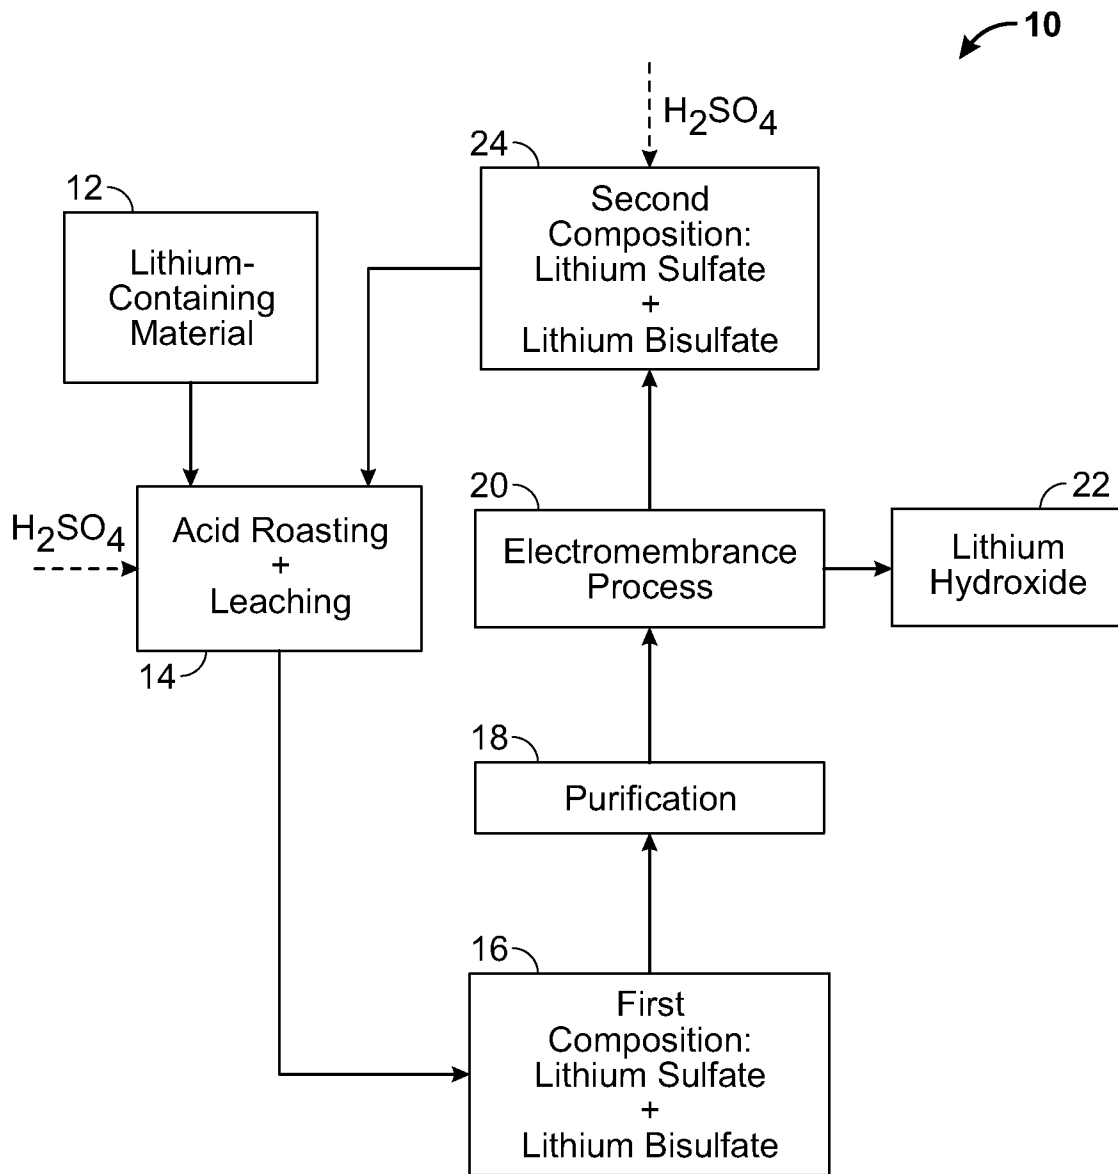 10
H2SO4
24
Second
Composition:
Lithium Sulfate
+
Lithium Bisulfate
12
Lithium-
Containing
Material
H2SO4
Acid Roasting
+
Leaching
14
20
Electromembrance
Process
22
Lithium
Hydroxide
18
Purification
16
First
Composition:
Lithium Sulfate
+
Lithium Bisulfate